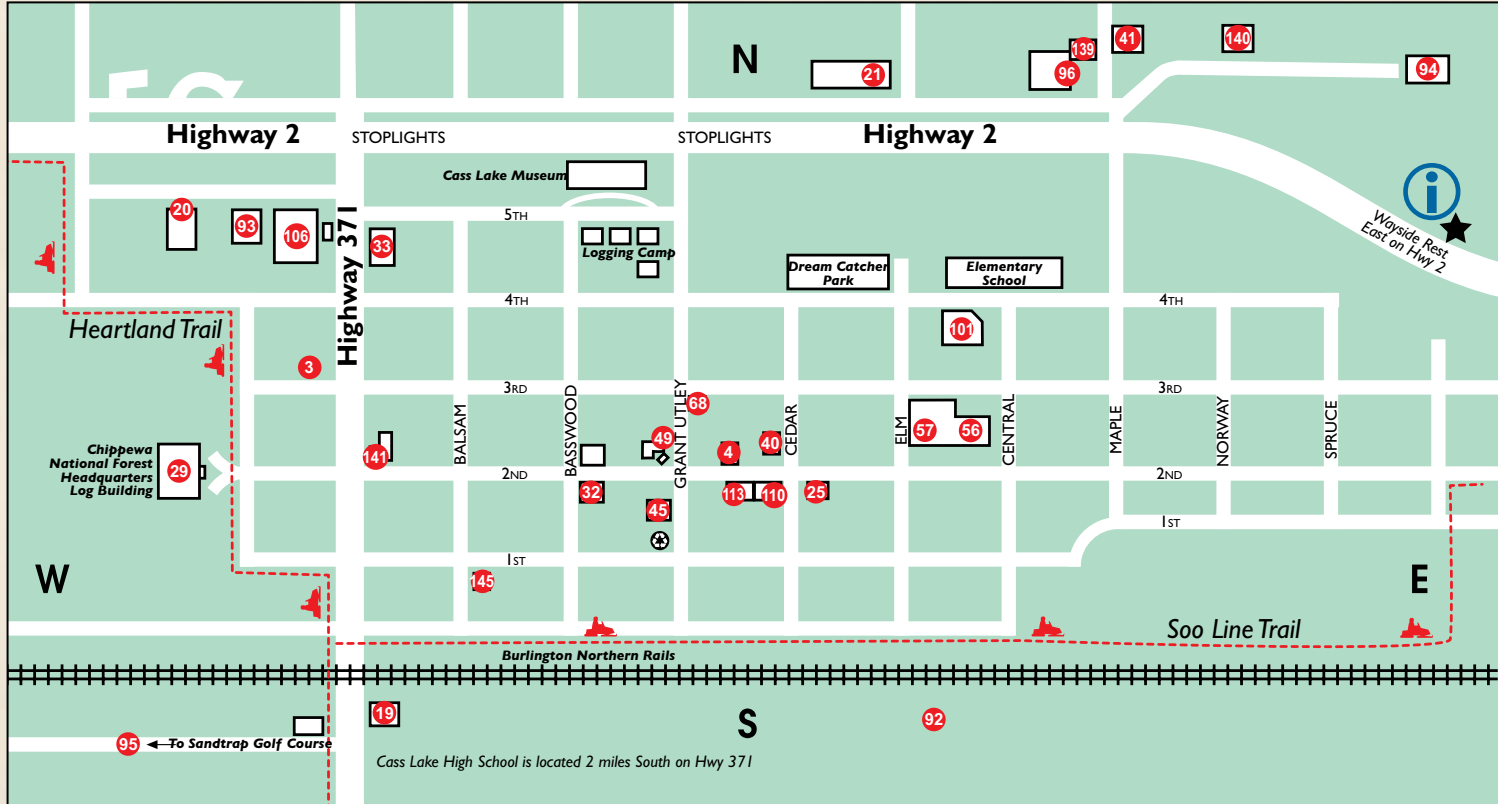 N
21
139
96
41
140
94
Highway 2
STOPLIGHTS
STOPLIGHTS
Highway 2
Cass Lake Museum
20
93
106
Highway 371
33
5TH
Logging Camp
Dream Catcher
Park
Elementary
School
i
Wayside Rest
East on Hwy 2
4TH
4TH
Heartland Trail
3
101
3RD
3RD
BALSAM
BASSWOOD
GRANT UTLEY
CEDAR
ELM
CENTRAL
MAPLE
NORWAY
SPRUCE
68
49
4
40
57
56
141
Chippewa
National Forest
Headquarters
Log Building
29
2ND
2ND
32
45
113
110
25
1ST
1ST
W
145
E
Soo Line Trail
Burlington Northern Rails
19
S
92
95
To Sandtrap Golf Course
Cass Lake High School is located 2 miles South on Hwy 371